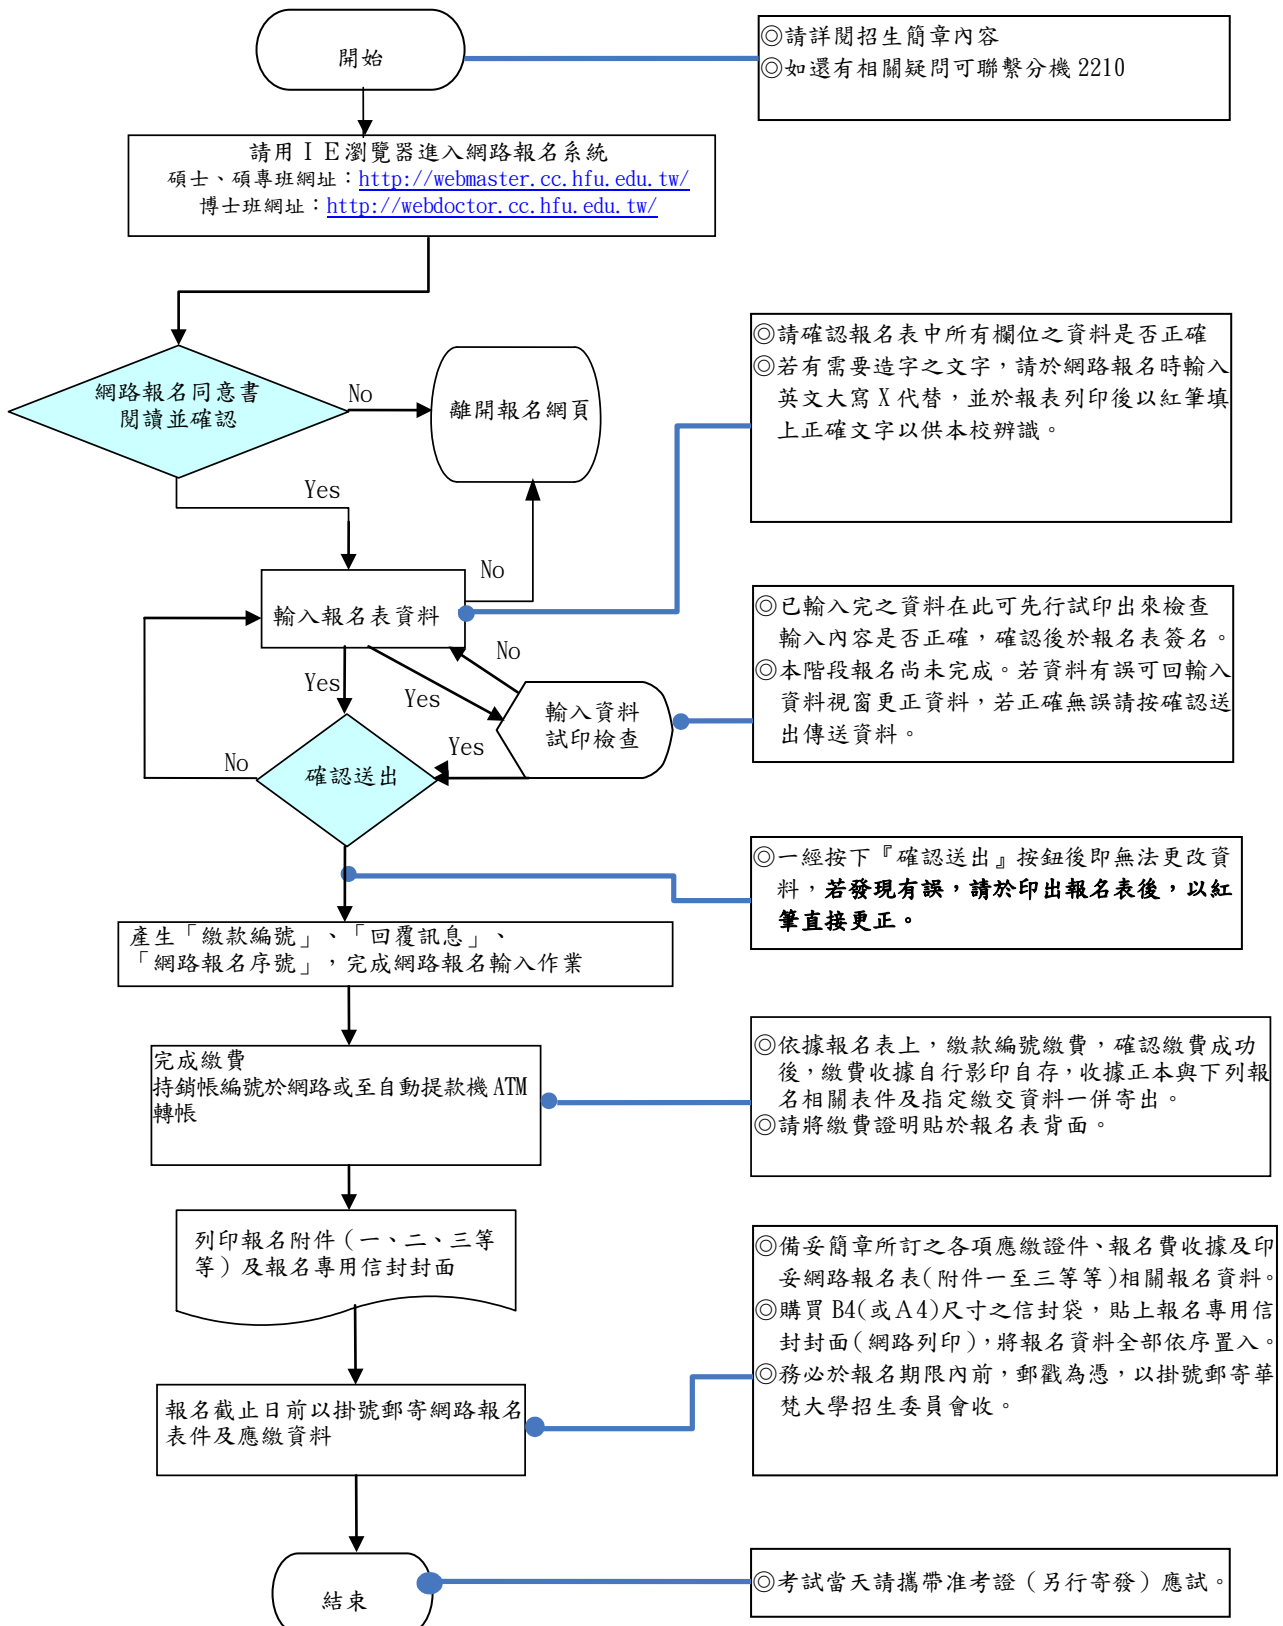 開始
◎請詳閱招生簡章內容
◎如還有相關疑問可聯繫分機 2210
請用ＩＥ瀏覽器進入網路報名系統
碩士、碩專班網址：http://webmaster.cc.hfu.edu.tw/
博士班網址：http://webdoctor.cc.hfu.edu.tw/
網路報名同意書
閱讀並確認
No
離開報名網頁
Yes
◎請確認報名表中所有欄位之資料是否正確
◎若有需要造字之文字，請於網路報名時輸入
英文大寫 X 代替，並於報表列印後以紅筆填
上正確文字以供本校辨識。
No
輸入報名表資料
No
Yes
Yes
輸入資料
試印檢查
Yes
No
確認送出
◎已輸入完之資料在此可先行試印出來檢查
輸入內容是否正確，確認後於報名表簽名。
◎本階段報名尚未完成。若資料有誤可回輸入
資料視窗更正資料，若正確無誤請按確認送
出傳送資料。
◎一經按下『確認送出』按鈕後即無法更改資
料，若發現有誤，請於印出報名表後，以紅
筆直接更正。
產生「繳款編號」、「回覆訊息」、
「網路報名序號」，完成網路報名輸入作業
完成繳費
持銷帳編號於網路或至自動提款機 ATM
轉帳
◎依據報名表上，繳款編號繳費，確認繳費成功
後，繳費收據自行影印自存，收據正本與下列報
名相關表件及指定繳交資料一併寄出。
◎請將繳費證明貼於報名表背面。
列印報名附件（一、二、三等
等）及報名專用信封封面
◎備妥簡章所訂之各項應繳證件、報名費收據及印
妥網路報名表(附件一至三等等)相關報名資料。
◎購買 B4(或Ａ4)尺寸之信封袋，貼上報名專用信
封封面(網路列印)，將報名資料全部依序置入。
◎務必於報名期限內前，郵戳為憑，以掛號郵寄華
梵大學招生委員會收。
報名截止日前以掛號郵寄網路報名
表件及應繳資料
結束
◎考試當天請攜帶准考證（另行寄發）應試。